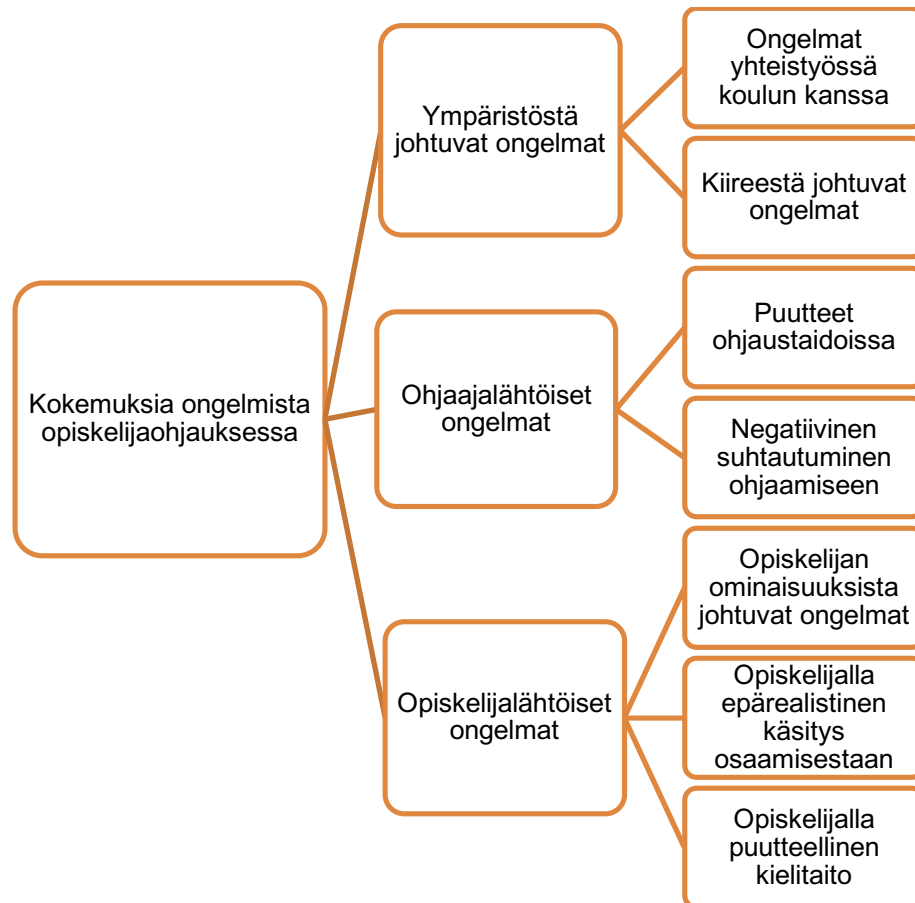 Kokemuksia ongelmista
opiskelijaohjauksessa
Ympäristöstä
johtuvat ongelmat
Ongelmat
yhteistyössä
koulun kanssa
Kiireestä johtuvat
ongelmat
Ohjaajalähtöiset
ongelmat
Puutteet
ohjaustaidoissa
Negatiivinen
suhtautuminen
ohjaamiseen
Opiskelijalähtöiset
ongelmat
Opiskelijan
ominaisuuksista
johtuvat ongelmat
Opiskelijalla
epärealistinen
käsitys
osaamisestaan
Opiskelijalla
puutteellinen
kielitaito